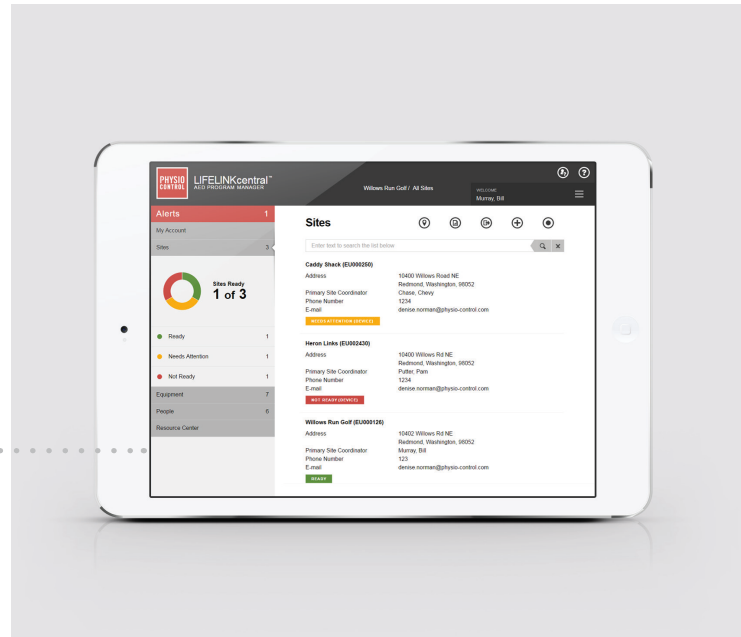 PHYSIO
CONTROL
LIFELINKcentral™
AED PROGRAM MANAGER
Willows Run Golf / All Sites
WELCOME
Murray, Bill
Alerts 1
My Account
Sites 3
Sites Ready
1 of 3
Ready 1
Needs Attention 1
Not Ready 1
Equipment 7
People 6
Resource Center
Sites
Enter text to search the list below
Caddy Shack (EU000250)
Address 10400 Willows Road NE
Redmond, Washington, 98052
Primary Site Coordinator Chase, Chevy
Phone Number 1234
E-mail denise.norman@physio-control.com
NEEDS ATTENTION (DEVICE)
Heron Links (EU002430)
Address 10400 Willows Rd NE
Redmond, Washington, 98052
Primary Site Coordinator Putter, Pam
Phone Number 1234
E-mail denise.norman@physio-control.com
NOT READY (DEVICE)
Willows Run Golf (EU000126)
Address 10402 Willows Rd NE
Redmond, Washington, 98052
Primary Site Coordinator Murray, Bill
Phone Number 123
E-mail denise.norman@physio-control.com
READY